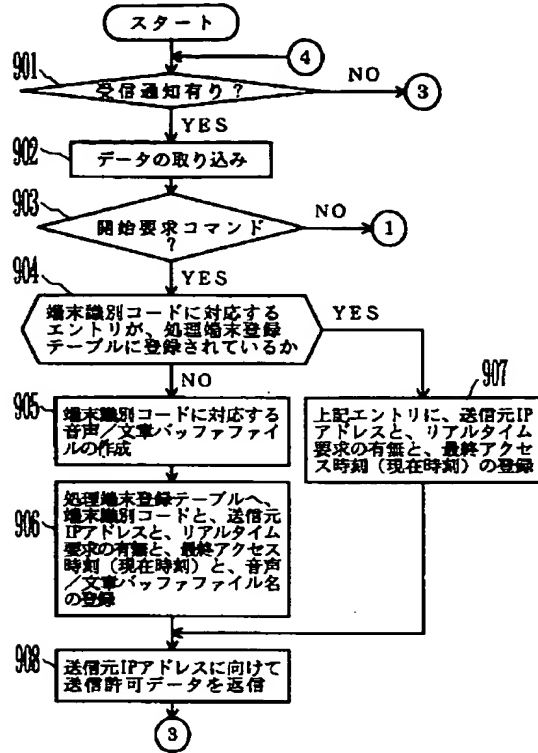 スタート
④
901
受信通知有り？
NO
③
YES
902
データの取り込み
903
開始要求コマンド
？
NO
①
YES
904
端末識別コードに対応する
エントリが、処理端末登録
テーブルに登録されているか
YES
NO
905
端末識別コードに対応する
音声／文章バッファファイ
ルの作成
907
上記エントリに、送信元IP
アドレスと、リアルタイム
要求の有無と、最終アクセ
ス時刻（現在時刻）の登録
906
処理端末登録テーブルへ、
端末識別コードと、送信元
IPアドレスと、リアルタイム
要求の有無と、最終アクセス
時刻（現在時刻）と、音声
／文章バッファファイル名
の登録
908
送信元IPアドレスに向けて
送信許可データを返信
③